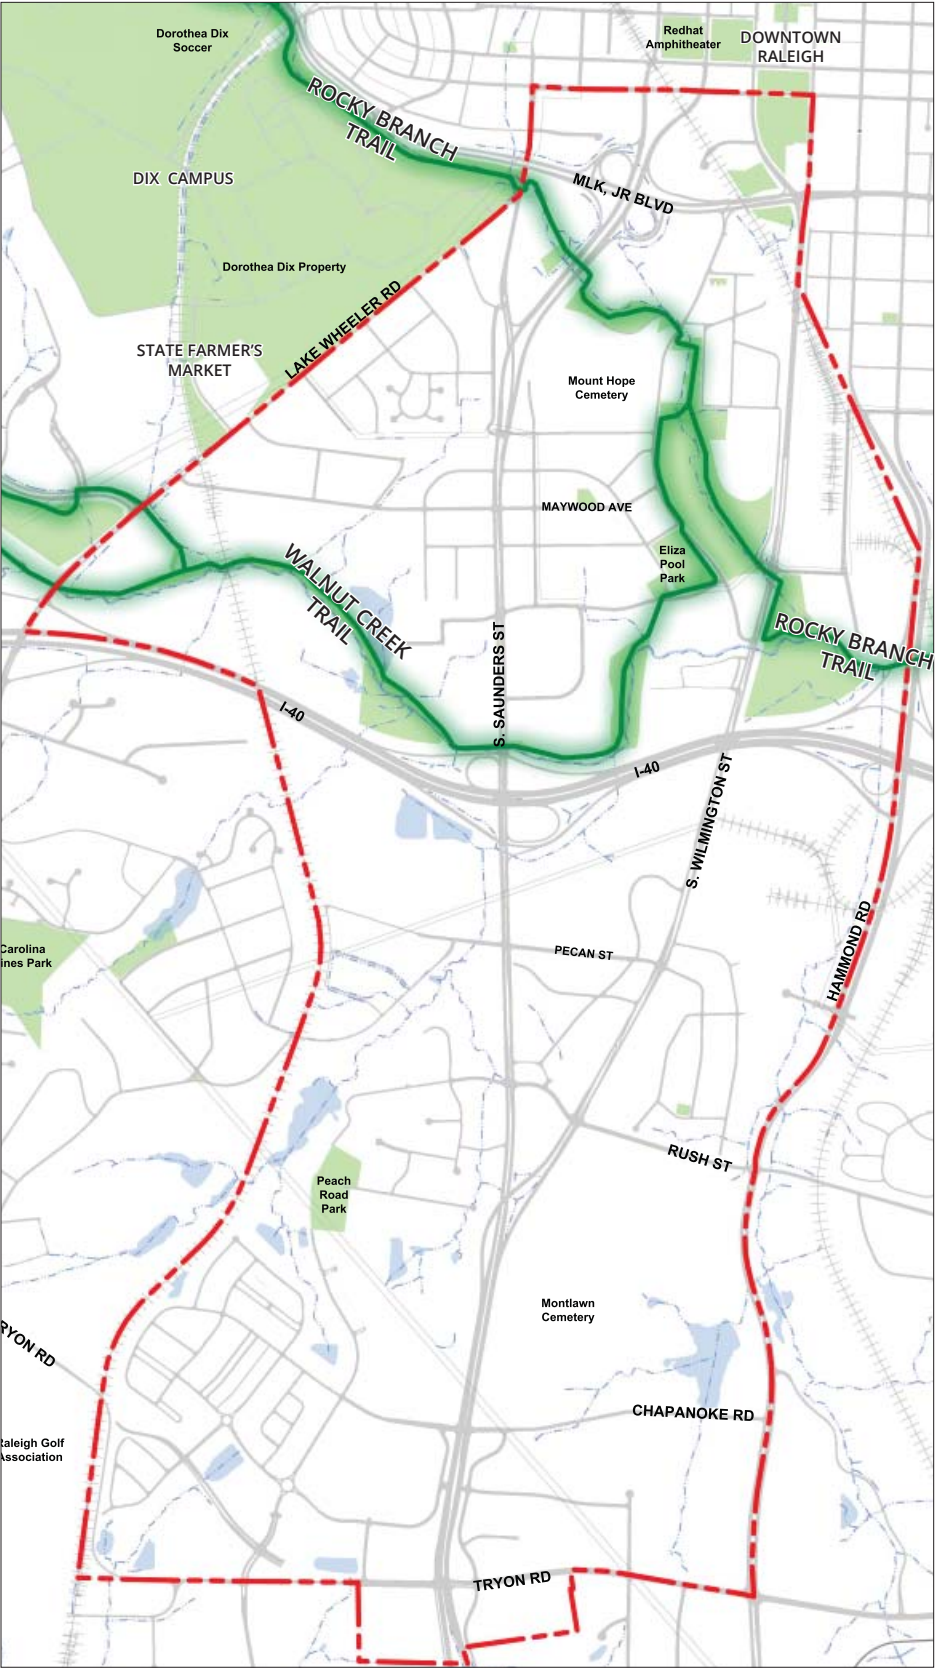 Dorothea Dix
Soccer
Redhat
Amphitheater
DOWNTOWN
RALEIGH
ROCKY BRANCH
TRAIL
DIX CAMPUS
MLK, JR BLVD
Dorothea Dix Property
LAKE WHEELER RD
STATE FARMER'S
MARKET
Mount Hope
Cemetery
MAYWOOD AVE
Eliza
Pool
Park
WALNUT CREEK
TRAIL
S. SAUNDERS ST
ROCKY BRANCH
TRAIL
I-40
I-40
S. WILMINGTON ST
HAMMOND RD
Carolina
ines Park
PECAN ST
RUSH ST
Peach
Road
Park
Montlawn
Cemetery
RYON RD
CHAPANOKE RD
Raleigh Golf
Association
TRYON RD